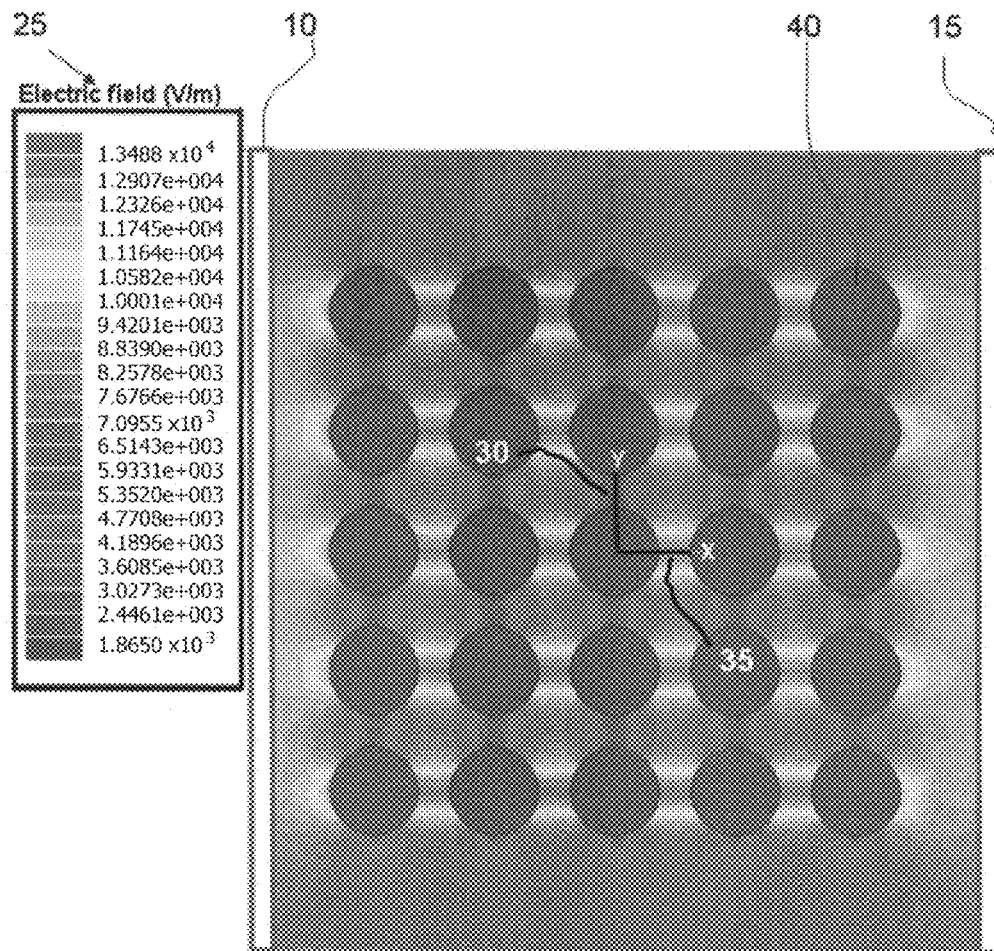 25
10
40
15
Electric field (V/m)
1.3488 x10^4
1.2907e+004
1.2326e+004
1.1745e+004
1.1164e+004
1.0582e+004
1.0001e+004
9.4201e+003
8.8390e+003
8.2578e+003
7.6766e+003
7.0955 x10^3
6.5143e+003
5.9331e+003
5.3520e+003
4.7708e+003
4.1896e+003
3.6085e+003
3.0273e+003
2.4461e+003
1.8650 x10^3
30
Y
X
35